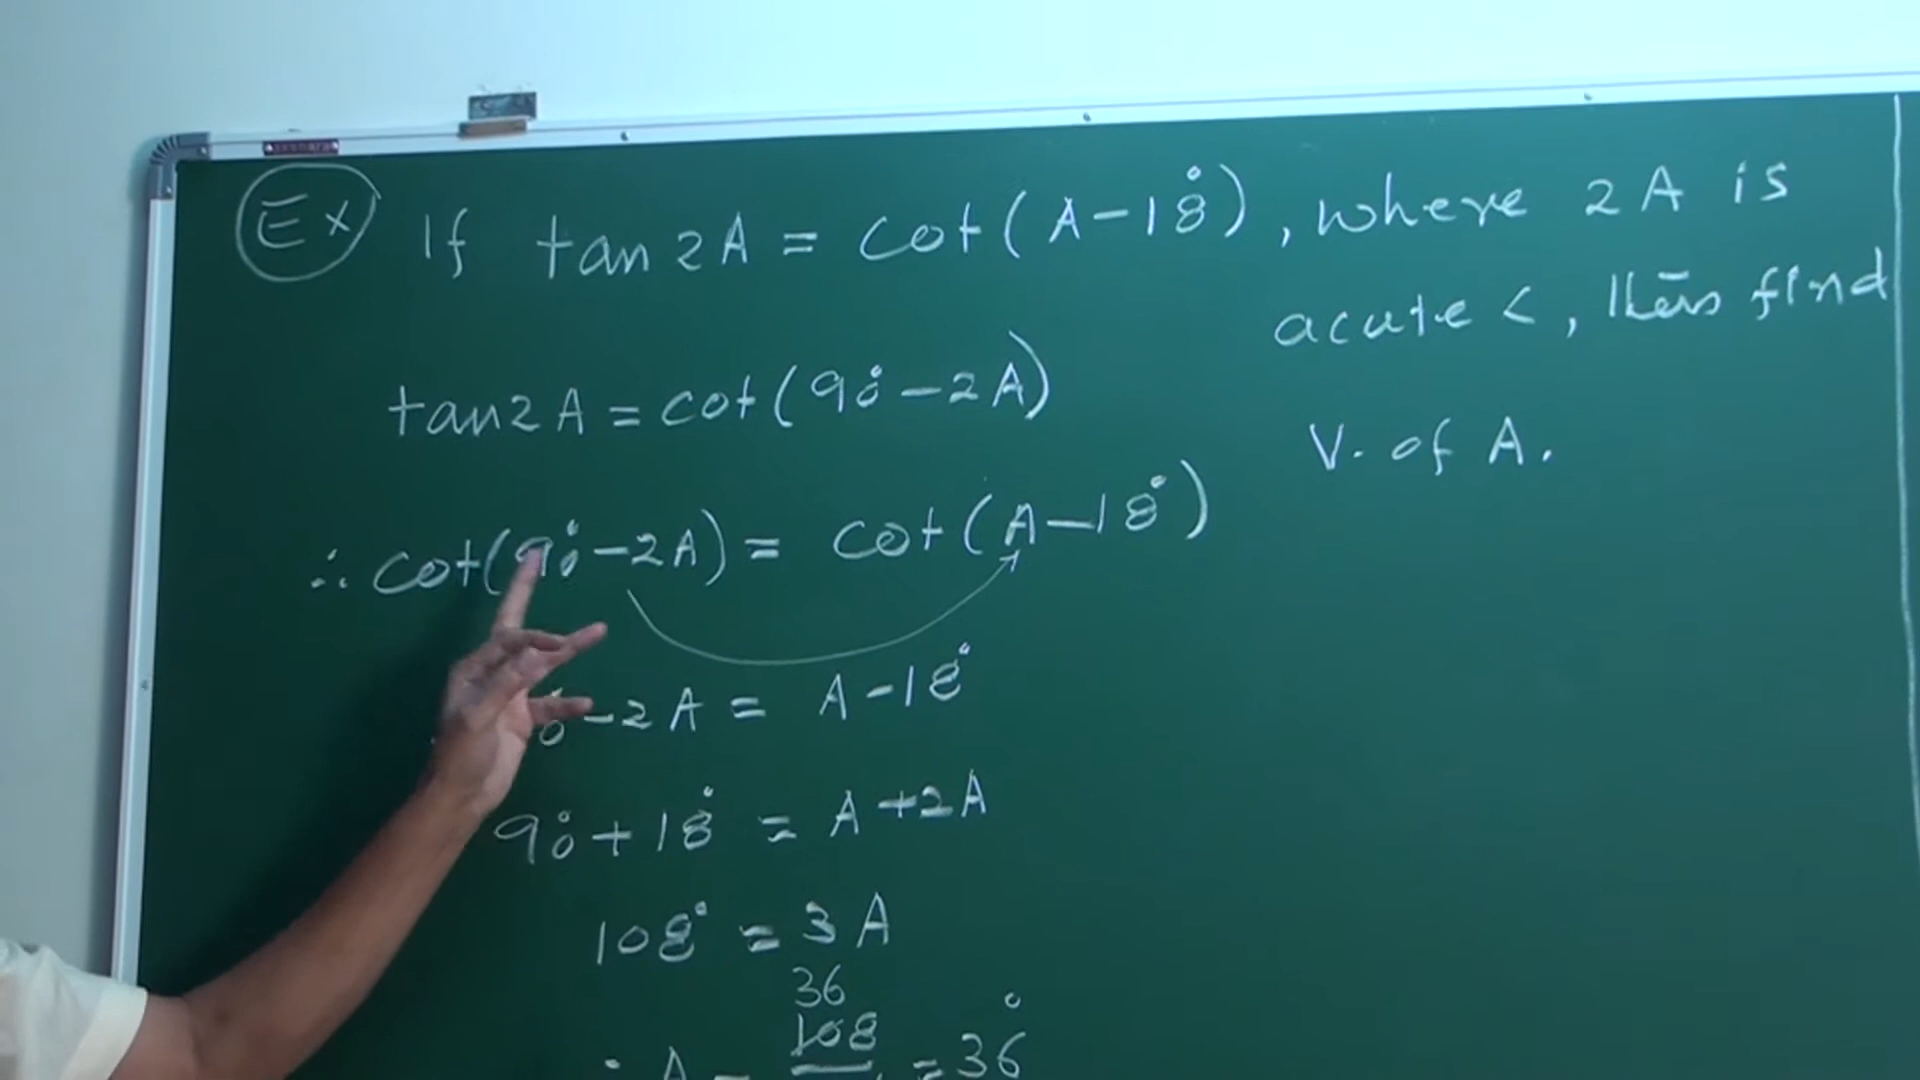 Ex If tan 2A = cot(A-18°), where 2A is
acute <, then find
V. of A.
tan 2A = cot(90° - 2A)
∴ cot(90° - 2A) = cot(A - 18°)
- 2A = A - 18°
90° + 18° = A + 2A
108° = 3A
36
108
A = = 36°